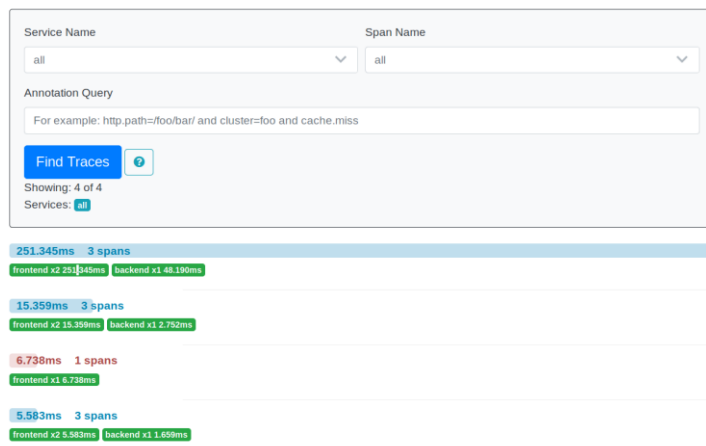 Service Name Span Name
all all
Annotation Query
For example: http.path=/foo/bar/ and cluster=foo and cache.miss
Find Traces ?
Showing: 4 of 4
Services: all
251.345ms 3 spans
frontend x2 251.345ms backend x1 48.190ms
15.359ms 3 spans
frontend x2 15.359ms backend x1 2.752ms
6.738ms 1 spans
frontend x1 6.738ms
5.583ms 3 spans
frontend x2 5.583ms backend x1 1.659ms